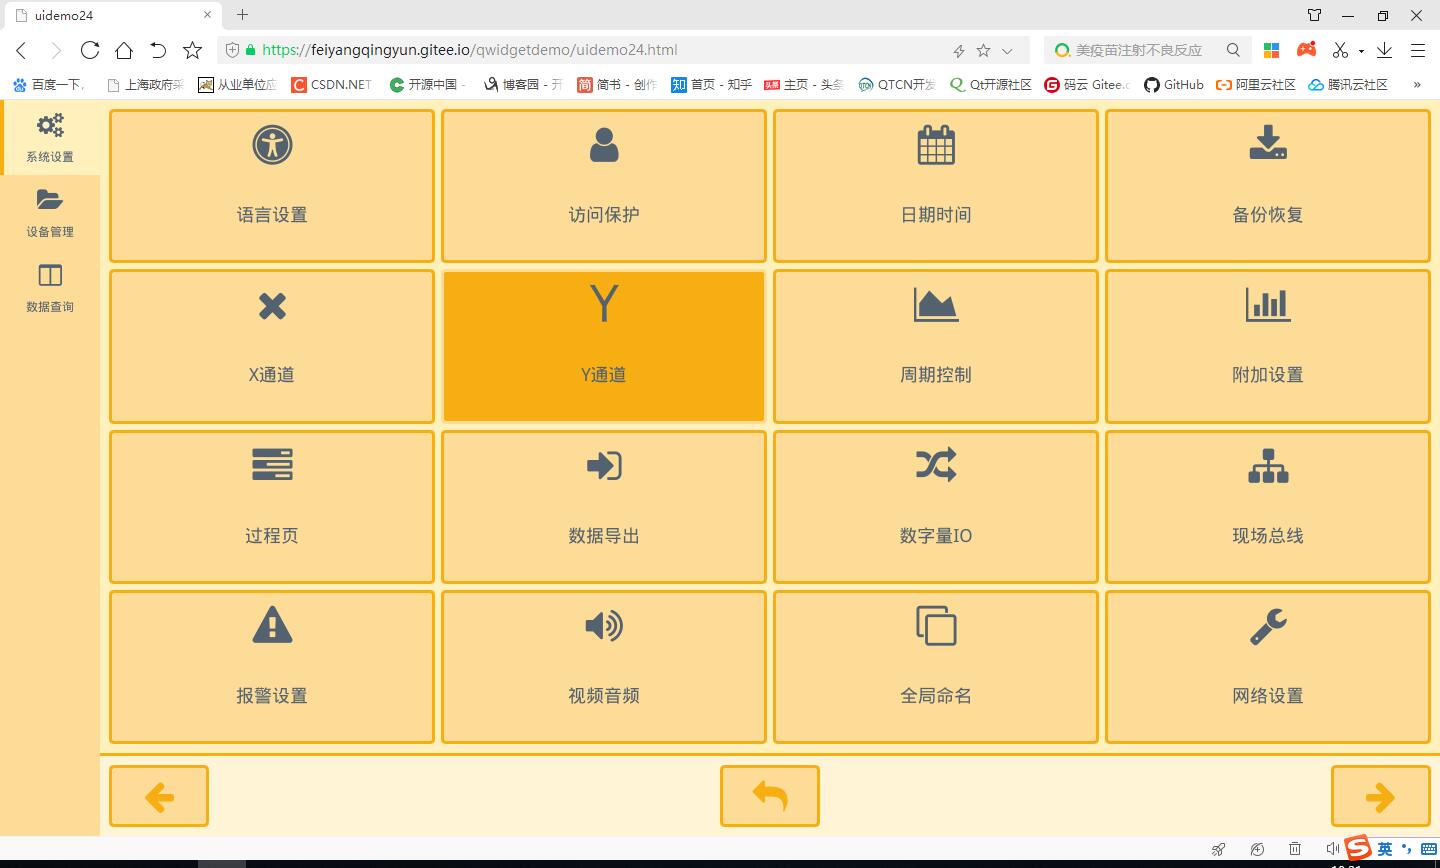 uidemo24
https://feiyangqingyun.gitee.io/qwidgetdemo/uidemo24.html
美疫苗注射不良反应
百度一下,
上海政府采
从业单位应
CSDN.NET
开源中国 -
博客园 - 开
简书 - 创作
首页 - 知乎
主页 - 头条
QTCN开发
Qt开源社区
码云 Gitee.c
GitHub
阿里云社区
腾讯云社区
»
系统设置
设备管理
数据查询
语言设置
访问保护
日期时间
备份恢复
X通道
Y
Y通道
周期控制
附加设置
过程页
数据导出
数字量IO
现场总线
报警设置
视频音频
全局命名
网络设置
英